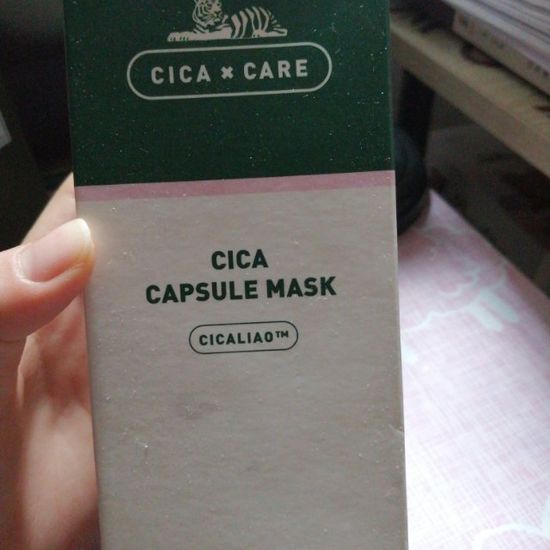 CICA × CARE
CICA
CAPSULE MASK
CICALIAO™